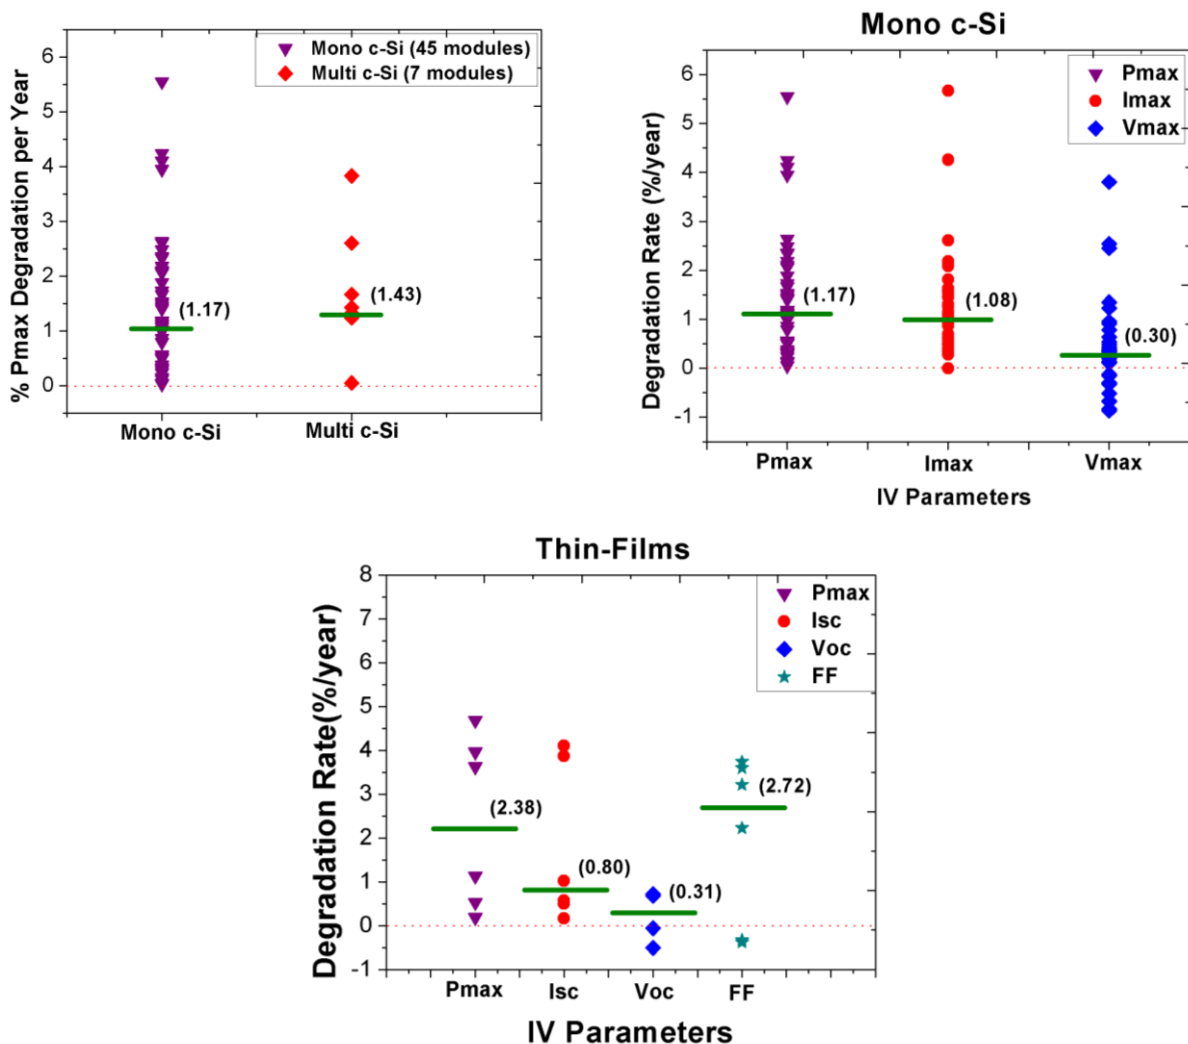 % Pmax Degradation per Year
6
5
4
3
2
1
0
Mono c-Si (45 modules)
Multi c-Si (7 modules)
(1.17)
(1.43)
Mono c-Si
Multi c-Si
Mono c-Si
Degradation Rate (%/year)
6
5
4
3
2
1
0
-1
Pmax
Imax
Vmax
(1.17)
(1.08)
(0.30)
Pmax
Imax
Vmax
IV Parameters
Thin-Films
Degradation Rate(%/year)
8
7
6
5
4
3
2
1
0
-1
Pmax
Isc
Voc
FF
(2.38)
(0.80)
(0.31)
(2.72)
Pmax
Isc
Voc
FF
IV Parameters